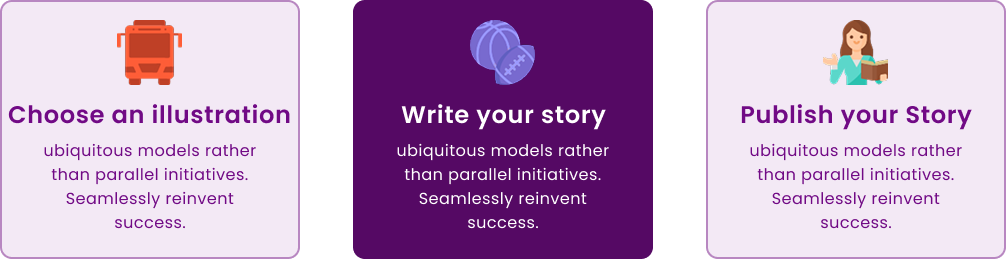 Choose an illustration
ubiquitous models rather
than parallel initiatives.
Seamlessly reinvent
success.
Write your story
ubiquitous models rather
than parallel initiatives.
Seamlessly reinvent
success.
Publish your Story
ubiquitous models rather
than parallel initiatives.
Seamlessly reinvent
success.